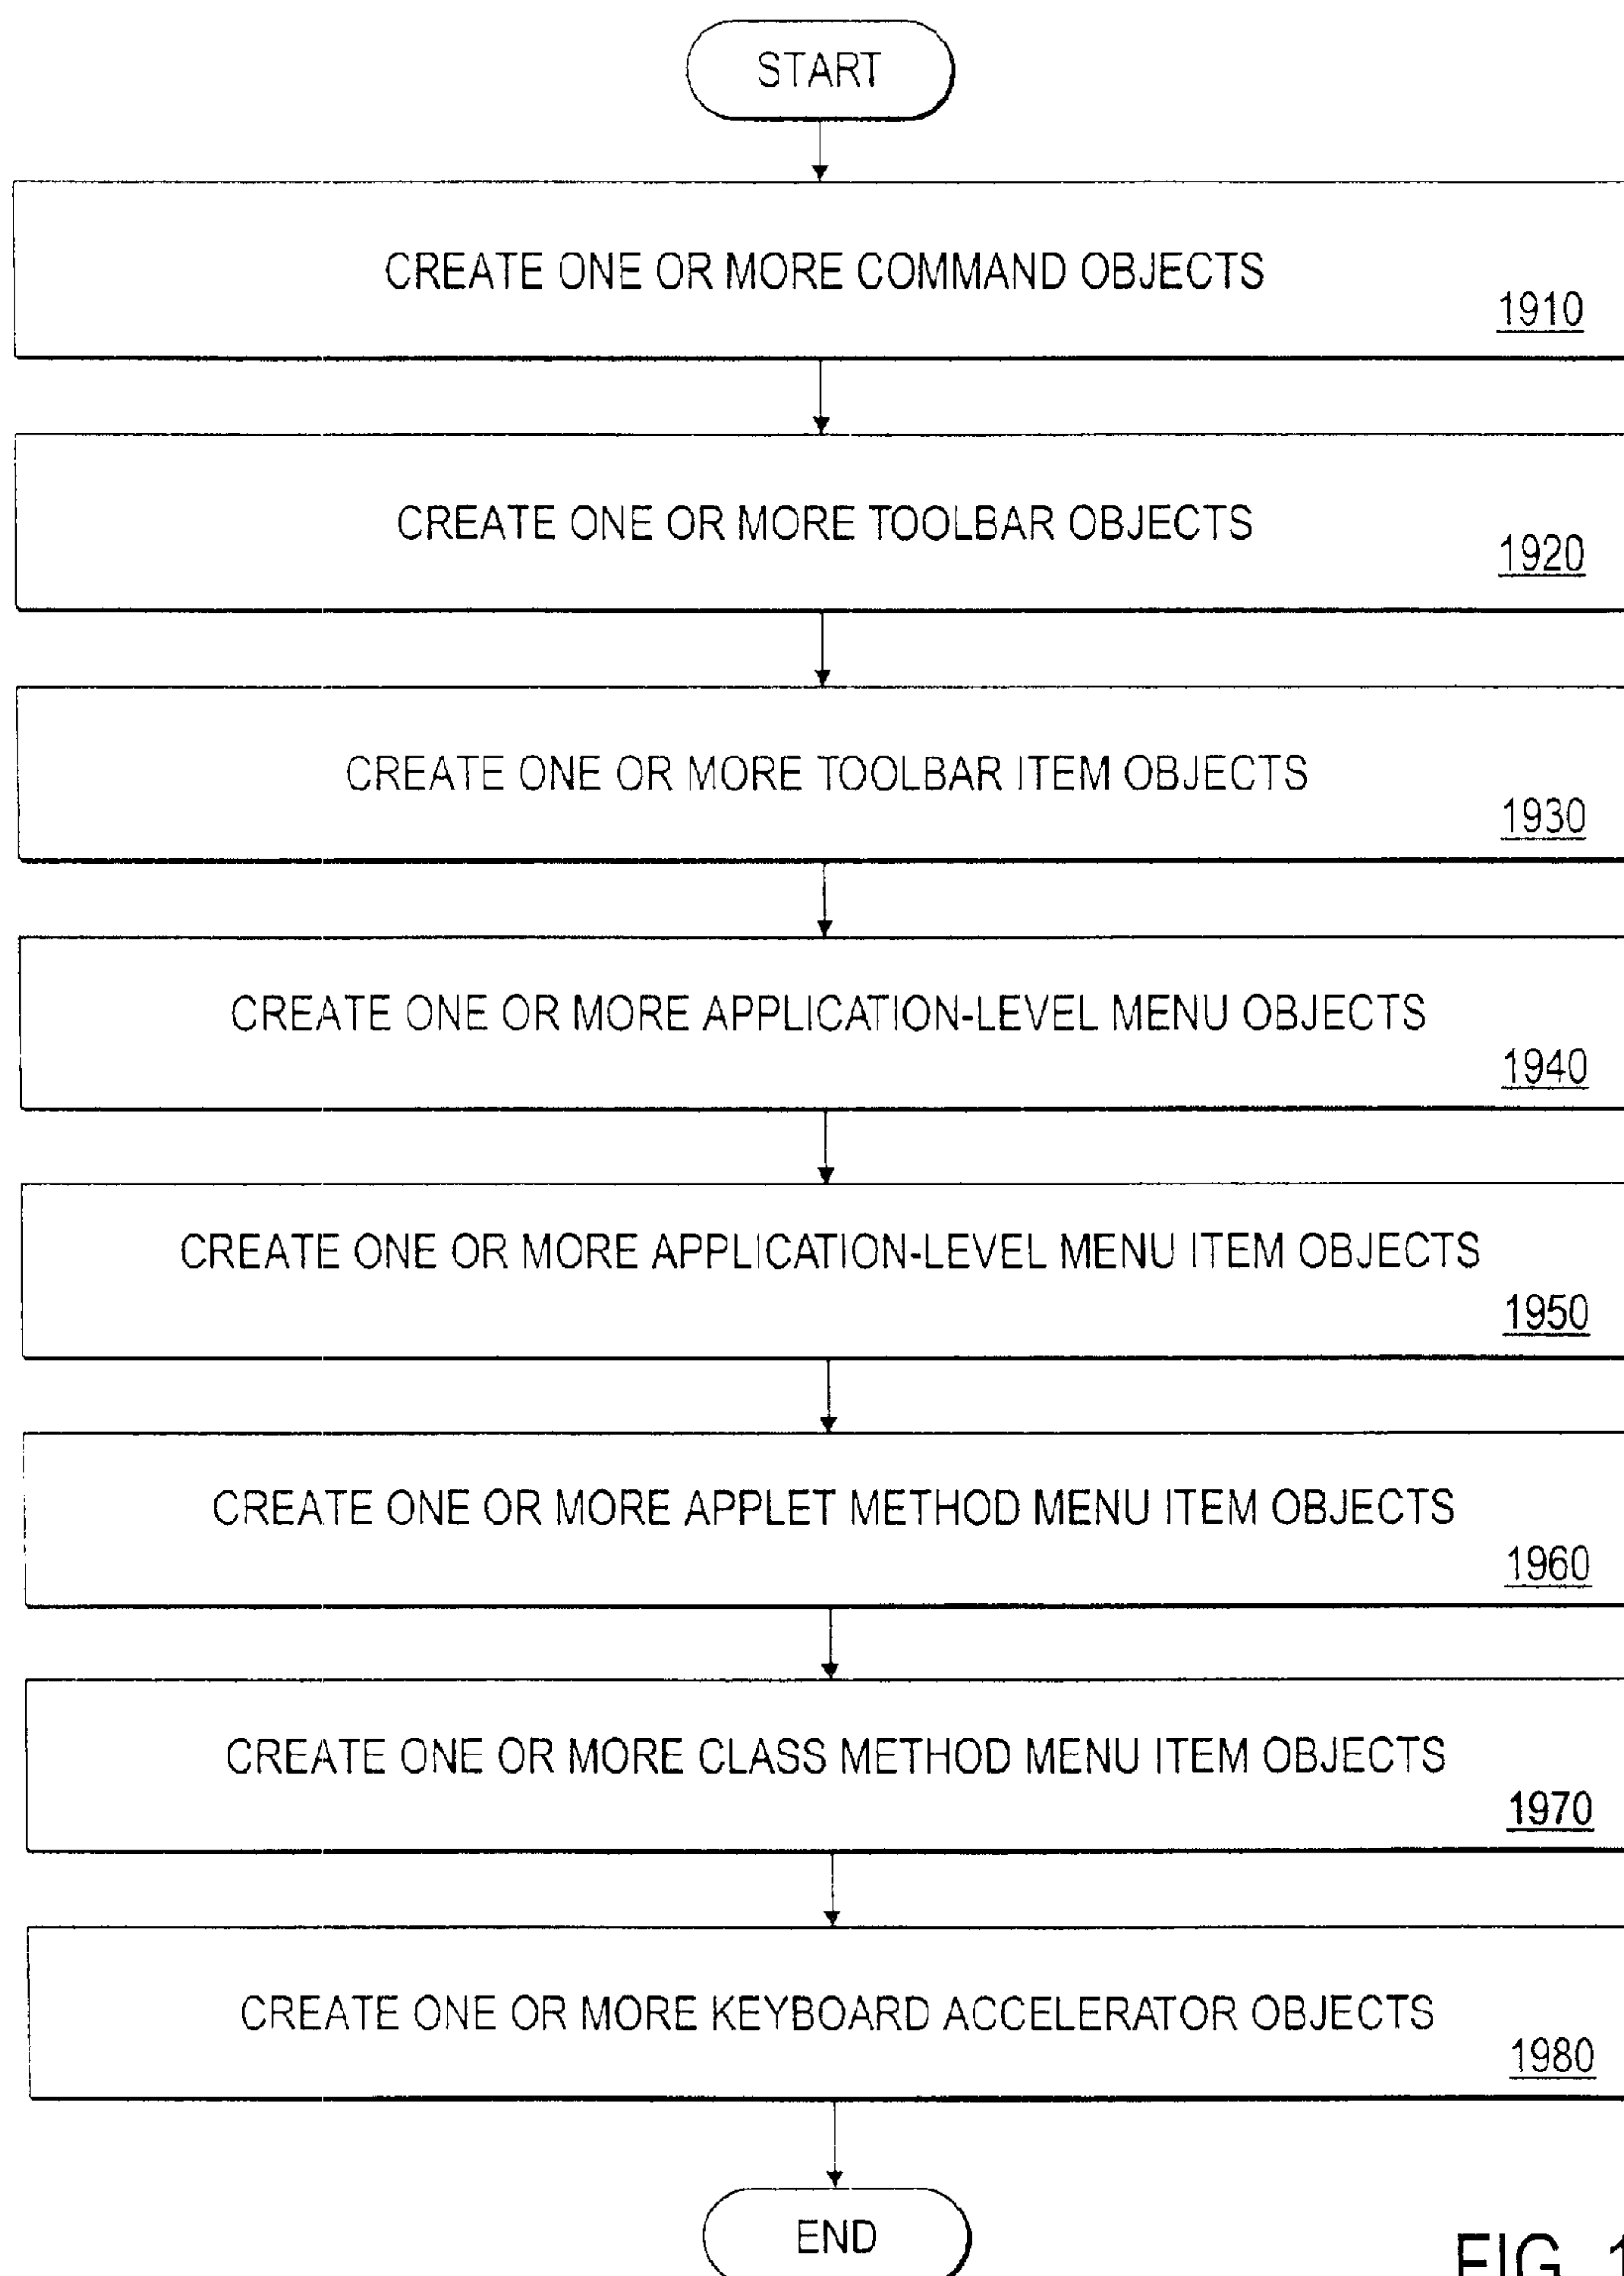 START
CREATE ONE OR MORE COMMAND OBJECTS
1910
CREATE ONE OR MORE TOOLBAR OBJECTS
1920
CREATE ONE OR MORE TOOLBAR ITEM OBJECTS
1930
CREATE ONE OR MORE APPLICATION-LEVEL MENU OBJECTS
1940
CREATE ONE OR MORE APPLICATION-LEVEL MENU ITEM OBJECTS
1950
CREATE ONE OR MORE APPLET METHOD MENU ITEM OBJECTS
1960
CREATE ONE OR MORE CLASS METHOD MENU ITEM OBJECTS
1970
CREATE ONE OR MORE KEYBOARD ACCELERATOR OBJECTS
1980
END
FIG.